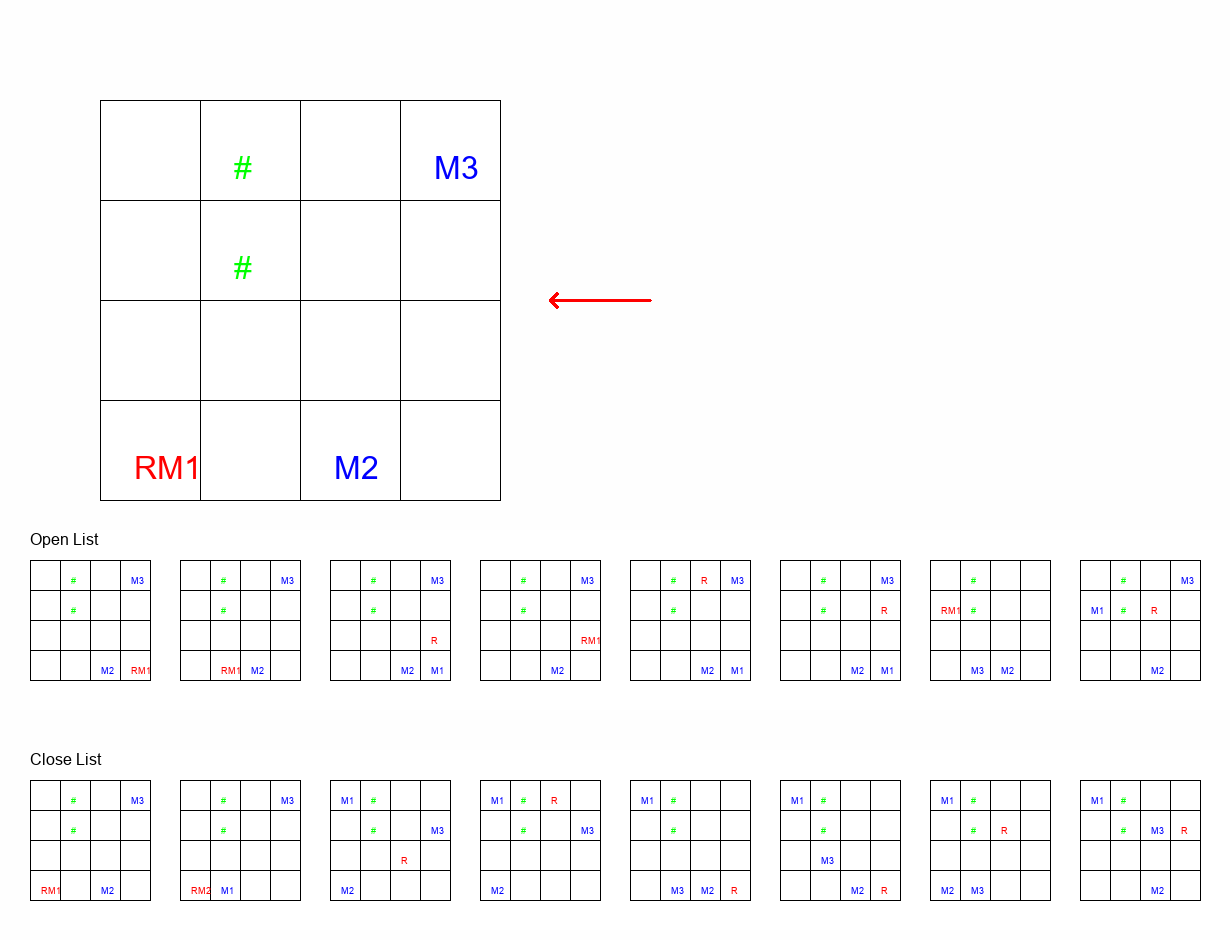 # M3
#
RM1 M2
Open List
# M3 # M3 # M3 # M3 # R M3 # M3 # # M3
# # # # # # R RM1 # M1 # R
R RM1
M2 RM1 RM1 M2 M2 M1 M2 M2 M1 M2 M1 M3 M2 M2
Close List
# M3 # M3 M1 # M1 # R M1 # M1 # M1 # M1 #
# # # M3 # M3 # # # R # M3 R
R M3
RM1 M2 RM2 M1 M2 M2 M3 M2 R M2 R M2 M3 M2